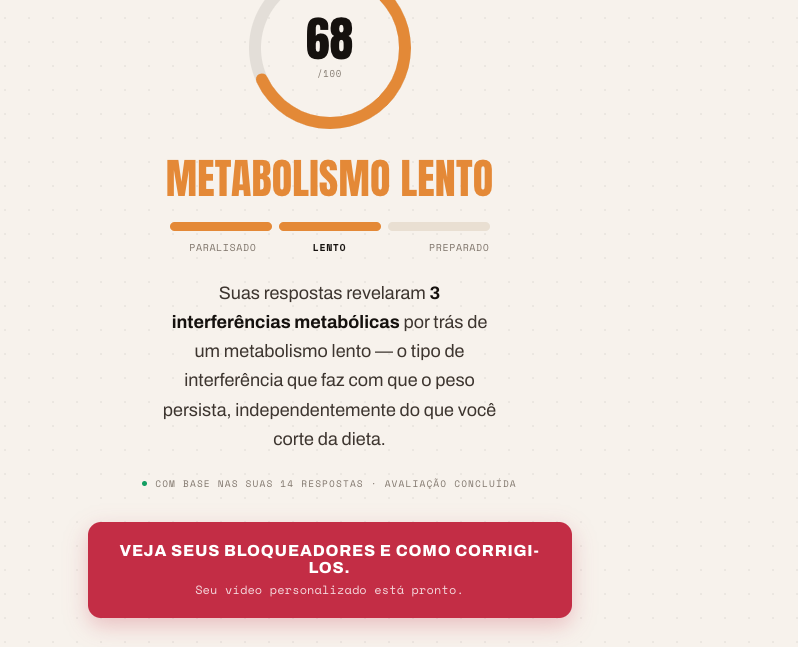 68
/100
METABOLISMO LENTO
PARALISADO LENTO PREPARADO
Suas respostas revelaram 3
interferências metabólicas por trás de
um metabolismo lento — o tipo de
interferência que faz com que o peso
persista, independentemente do que você
corte da dieta.
COM BASE NAS SUAS 14 RESPOSTAS · AVALIAÇÃO CONCLUÍDA
VEJA SEUS BLOQUEADORES E COMO CORRIGI-
LOS.
Seu vídeo personalizado está pronto.